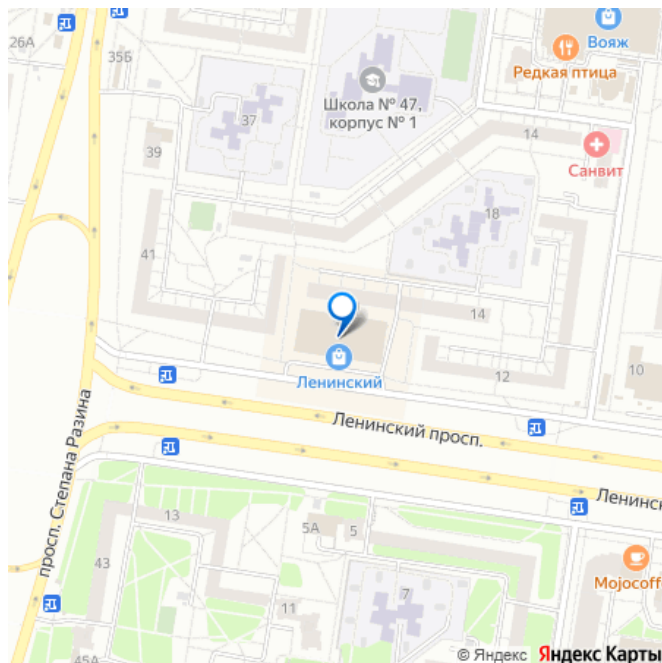 26А
35Б
Вояж
Редкая птица
Школа № 47,
корпус № 1
37
14
39
Санвит
18
41
14
Ленинский
12
10
Ленинский просп.
просп. Степана Разина
Ленинск
13
5А
5
43
Mojocoff
7
11
45А
© Яндекс Яндекс Карты